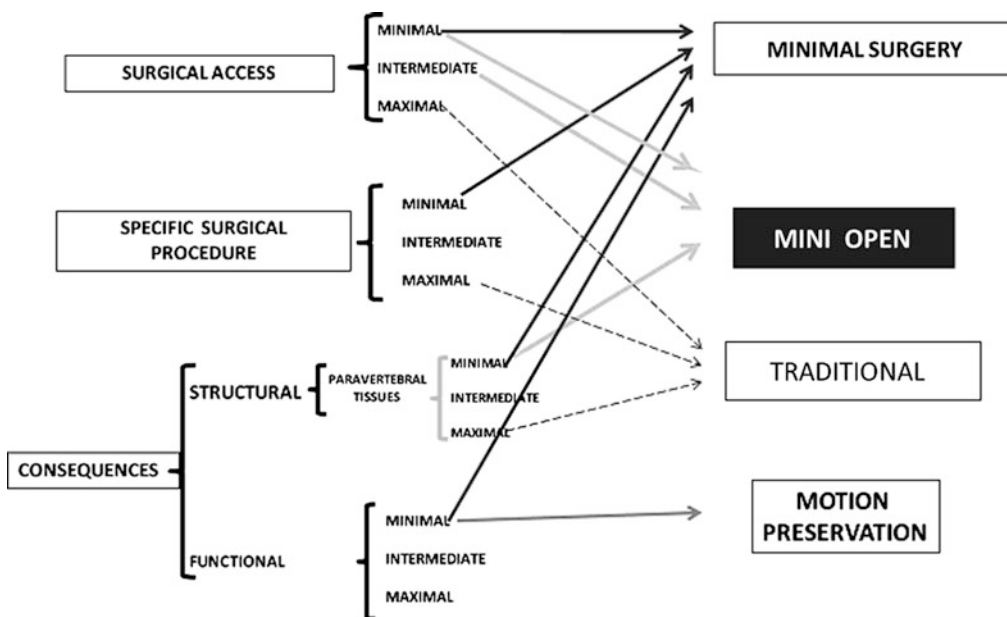 SURGICAL ACCESS
MINIMAL
INTERMEDIATE
MAXIMAL
SPECIFIC SURGICAL
PROCEDURE
MINIMAL
INTERMEDIATE
MAXIMAL
CONSEQUENCES
STRUCTURAL
PARAVERTEBRAL
TISSUES
MINIMAL
INTERMEDIATE
MAXIMAL
FUNCTIONAL
MINIMAL
INTERMEDIATE
MAXIMAL
MINIMAL SURGERY
MINI OPEN
TRADITIONAL
MOTION
PRESERVATION